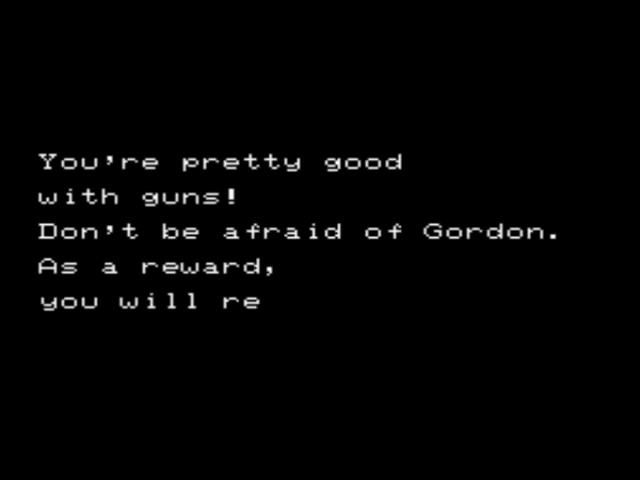 You're pretty good
with guns!
Don't be afraid of Gordon.
As a reward,
you will re